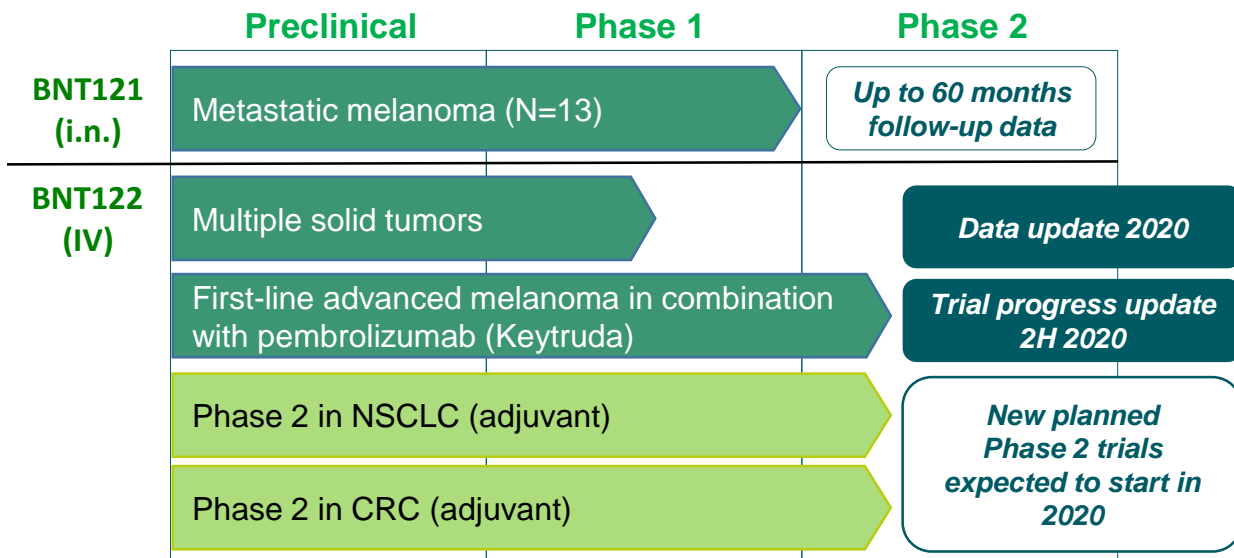 Preclinical
Phase 1
Phase 2
BNT121
(i.n.)
Metastatic melanoma (N=13)
Up to 60 months
follow-up data
BNT122
(IV)
Multiple solid tumors
Data update 2020
First-line advanced melanoma in combination
with pembrolizumab (Keytruda)
Trial progress update
2H 2020
Phase 2 in NSCLC (adjuvant)
Phase 2 in CRC (adjuvant)
New planned
Phase 2 trials
expected to start in
2020